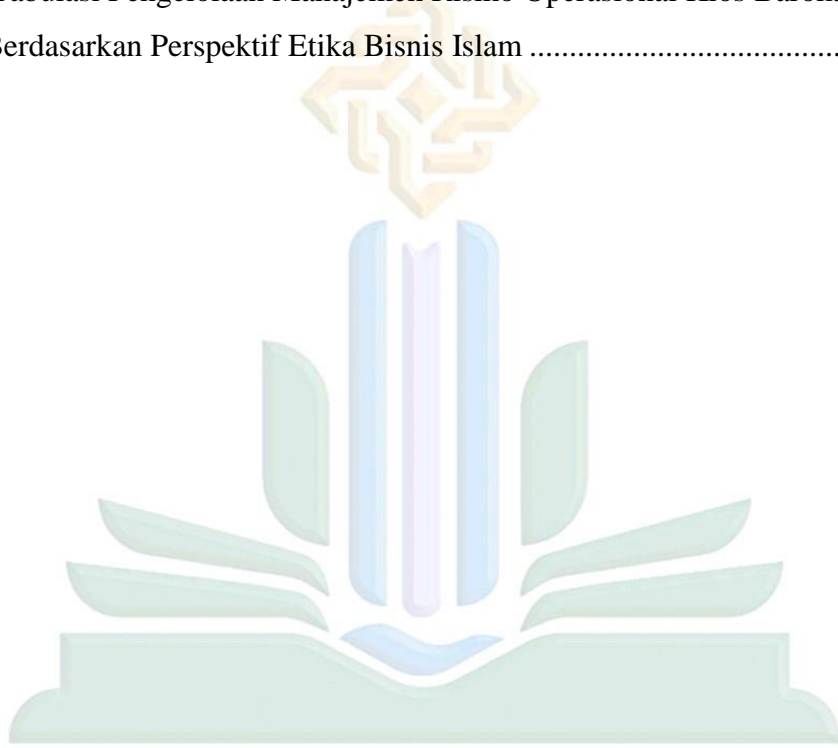 Pengelolaan Manajemen Risiko Operasional Kios
Berdasarkan Perspektif Etika Bisnis Islam ..................................